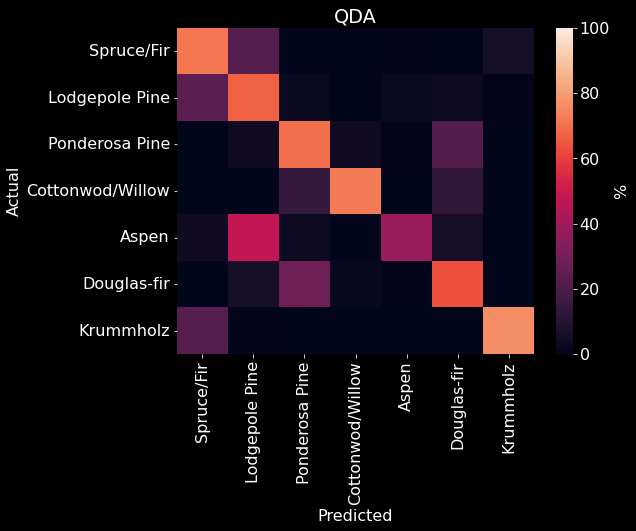 QDA
Spruce/Fir
Lodgepole Pine
Ponderosa Pine
Cottonwod/Willow
Aspen
Douglas-fir
Krummholz
Actual
Spruce/Fir
Lodgepole Pine
Ponderosa Pine
Cottonwod/Willow
Aspen
Douglas-fir
Krummholz
Predicted
100
80
60
40
20
0
%